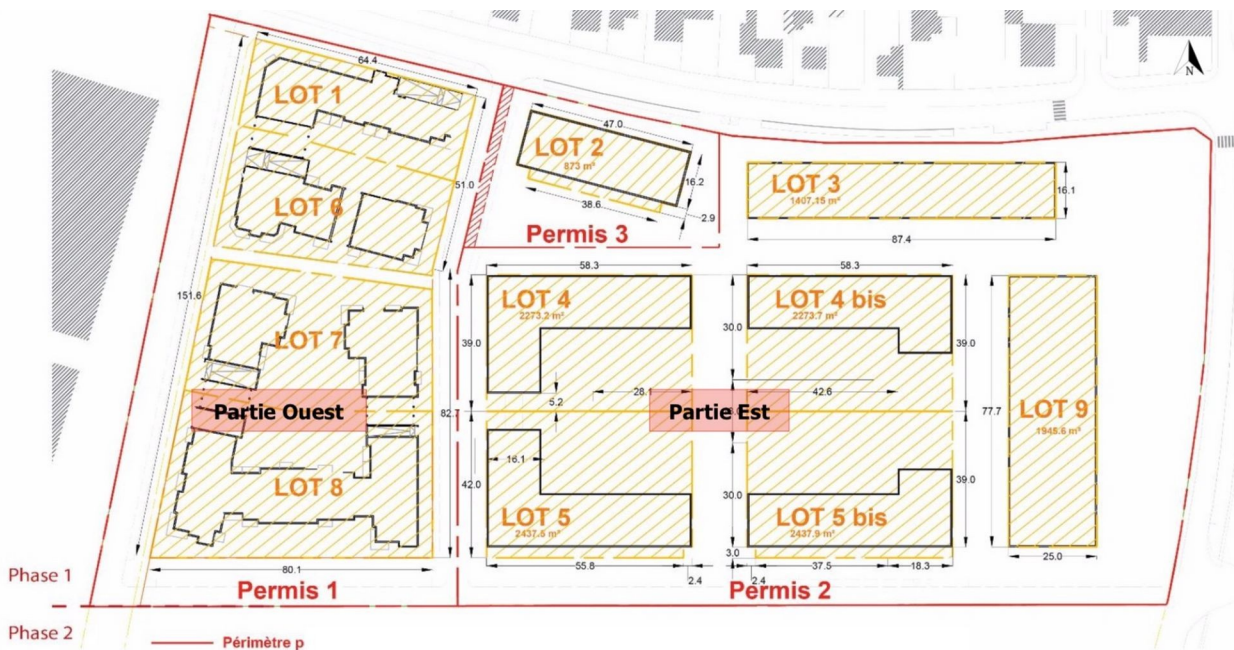 64.4
LOT 1
47.0
LOT 2
873 m²
16.2
LOT 3
1407.15 m²
16.1
51.0
LOT 6
38.6
2.9
Permis 3
87.4
58.3
58.3
151.6
LOT 4
2273.2 m²
LOT 4 bis
2273.7 m²
30.0
39.0
39.0
LOT 7
28.1
42.6
5.2
Partie Ouest
Partie Est
82.
77.7
LOT 9
1945.6 m²
16.1
42.0
LOT 8
30.0
39.0
LOT 5
2437.5 m²
LOT 5 bis
2437.9 m²
3.0
25.0
80.1
55.8
2.4
2.4
37.5
18.3
Phase 1
Permis 1
Permis 2
Phase 2
Périmètre p
N